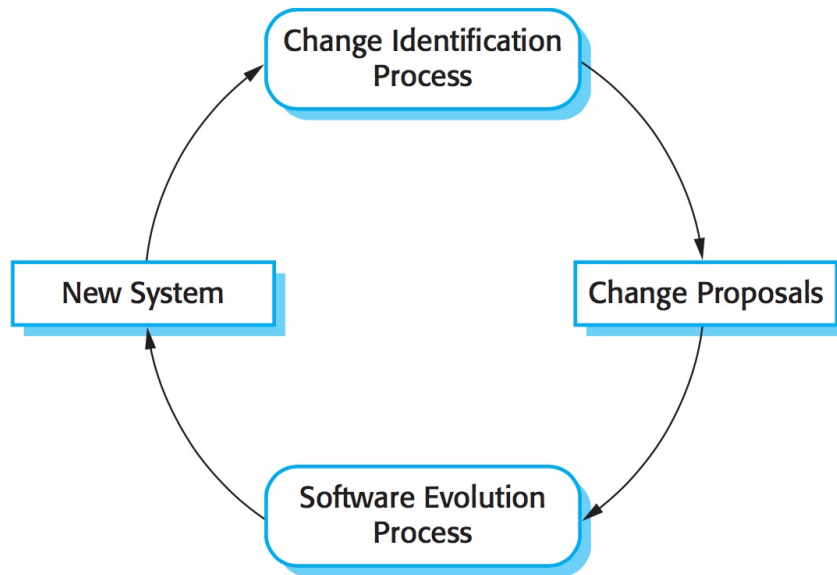 Change Identification
Process
New System
Change Proposals
Software Evolution
Process